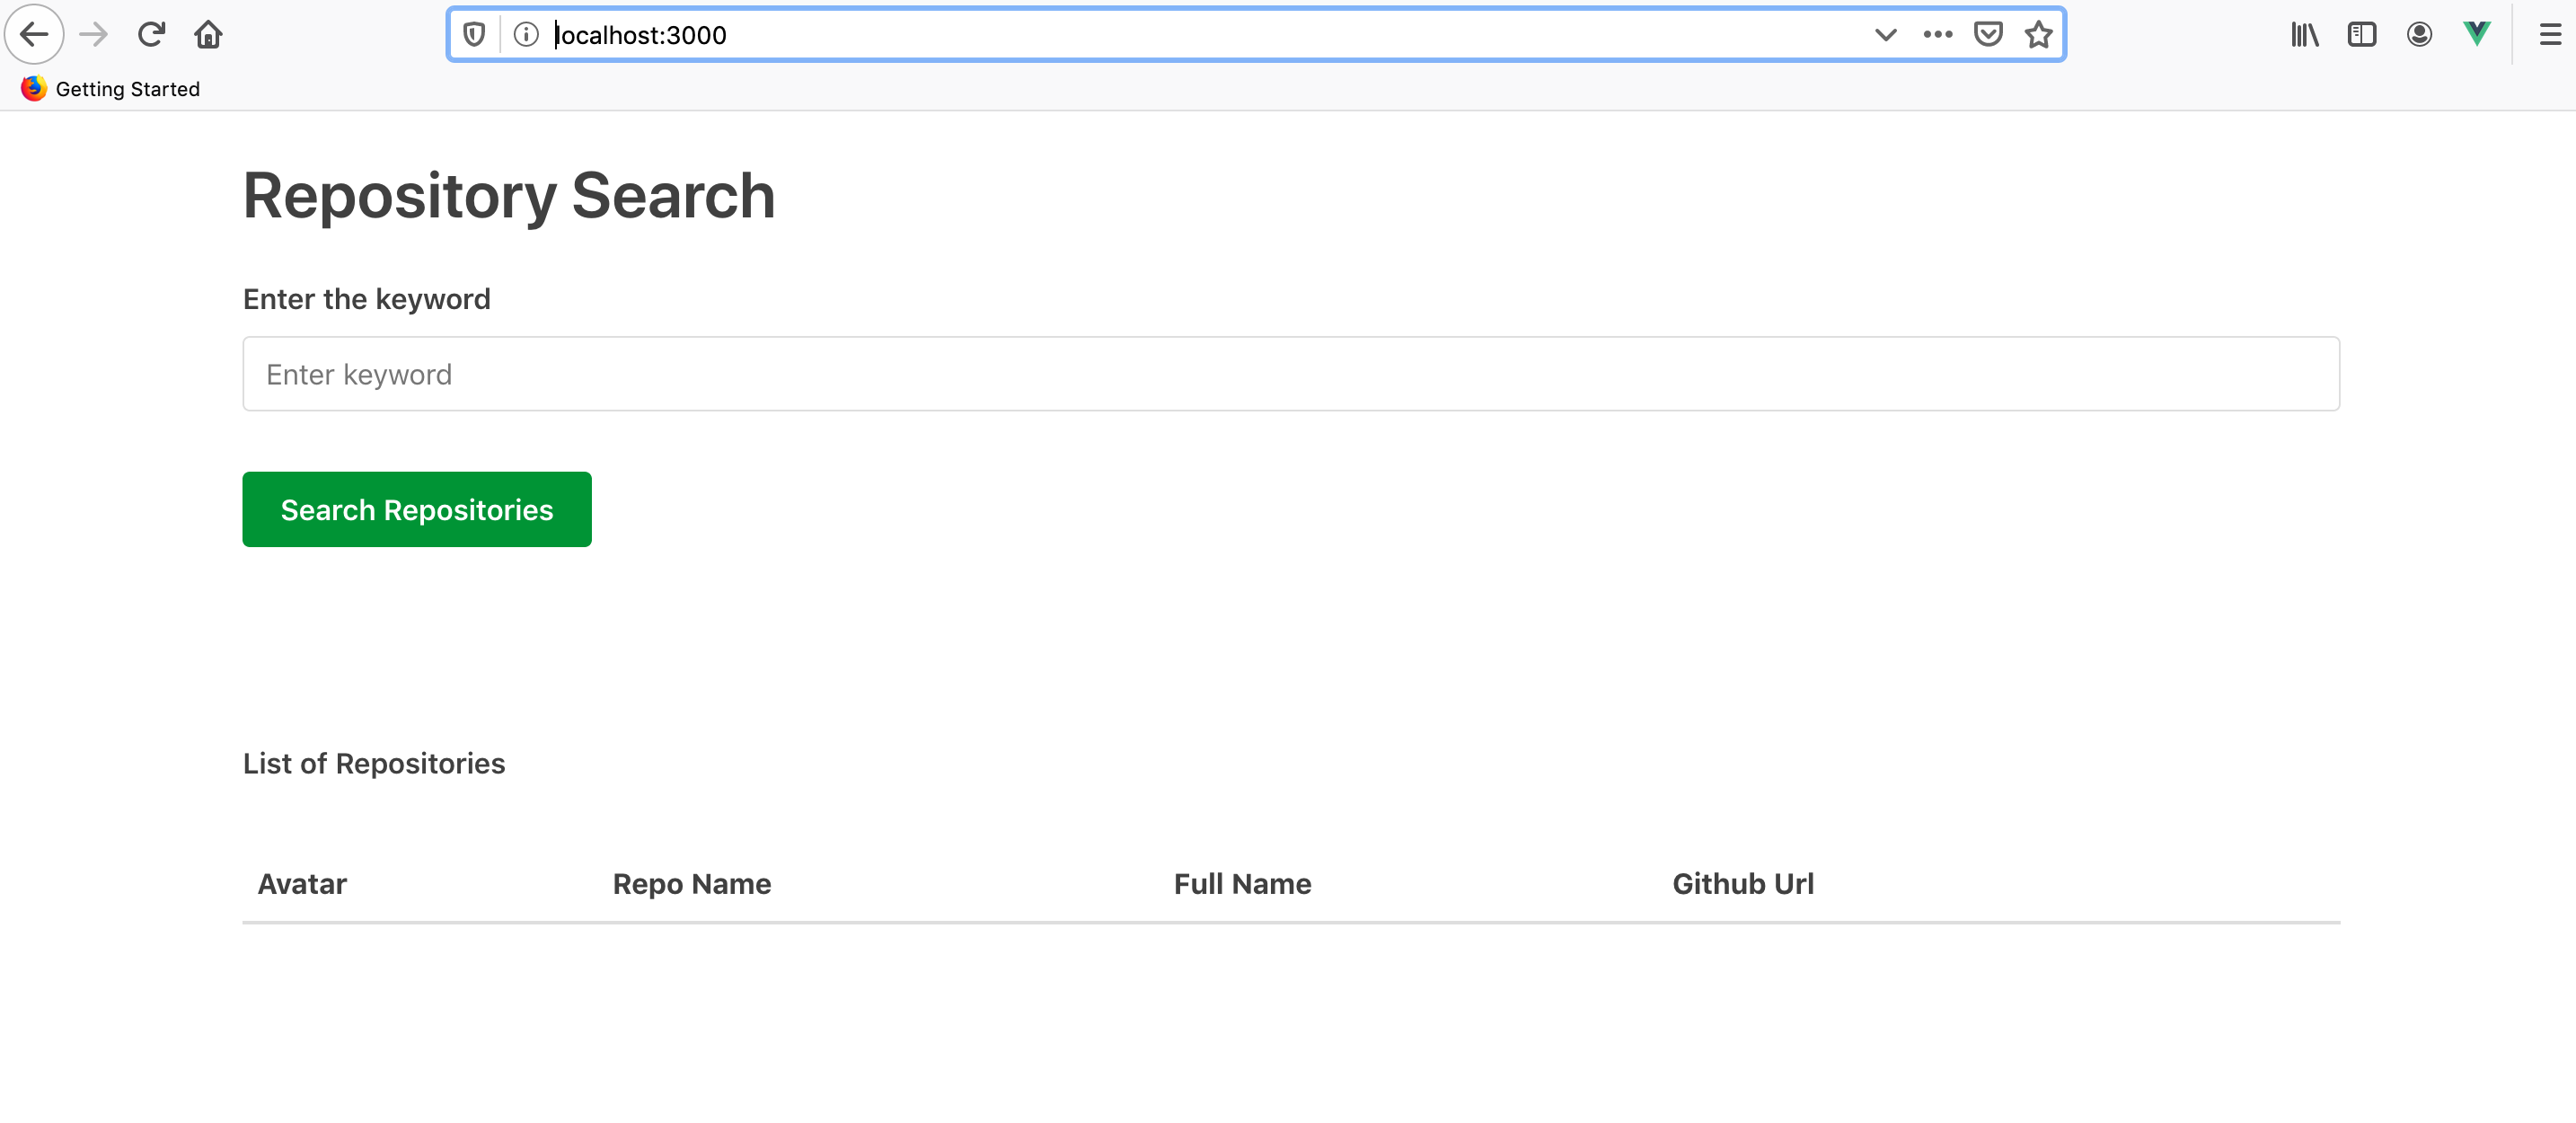 localhost:3000
Getting Started
Repository Search
Enter the keyword
Enter keyword
Search Repositories
List of Repositories
Avatar Repo Name Full Name Github Url